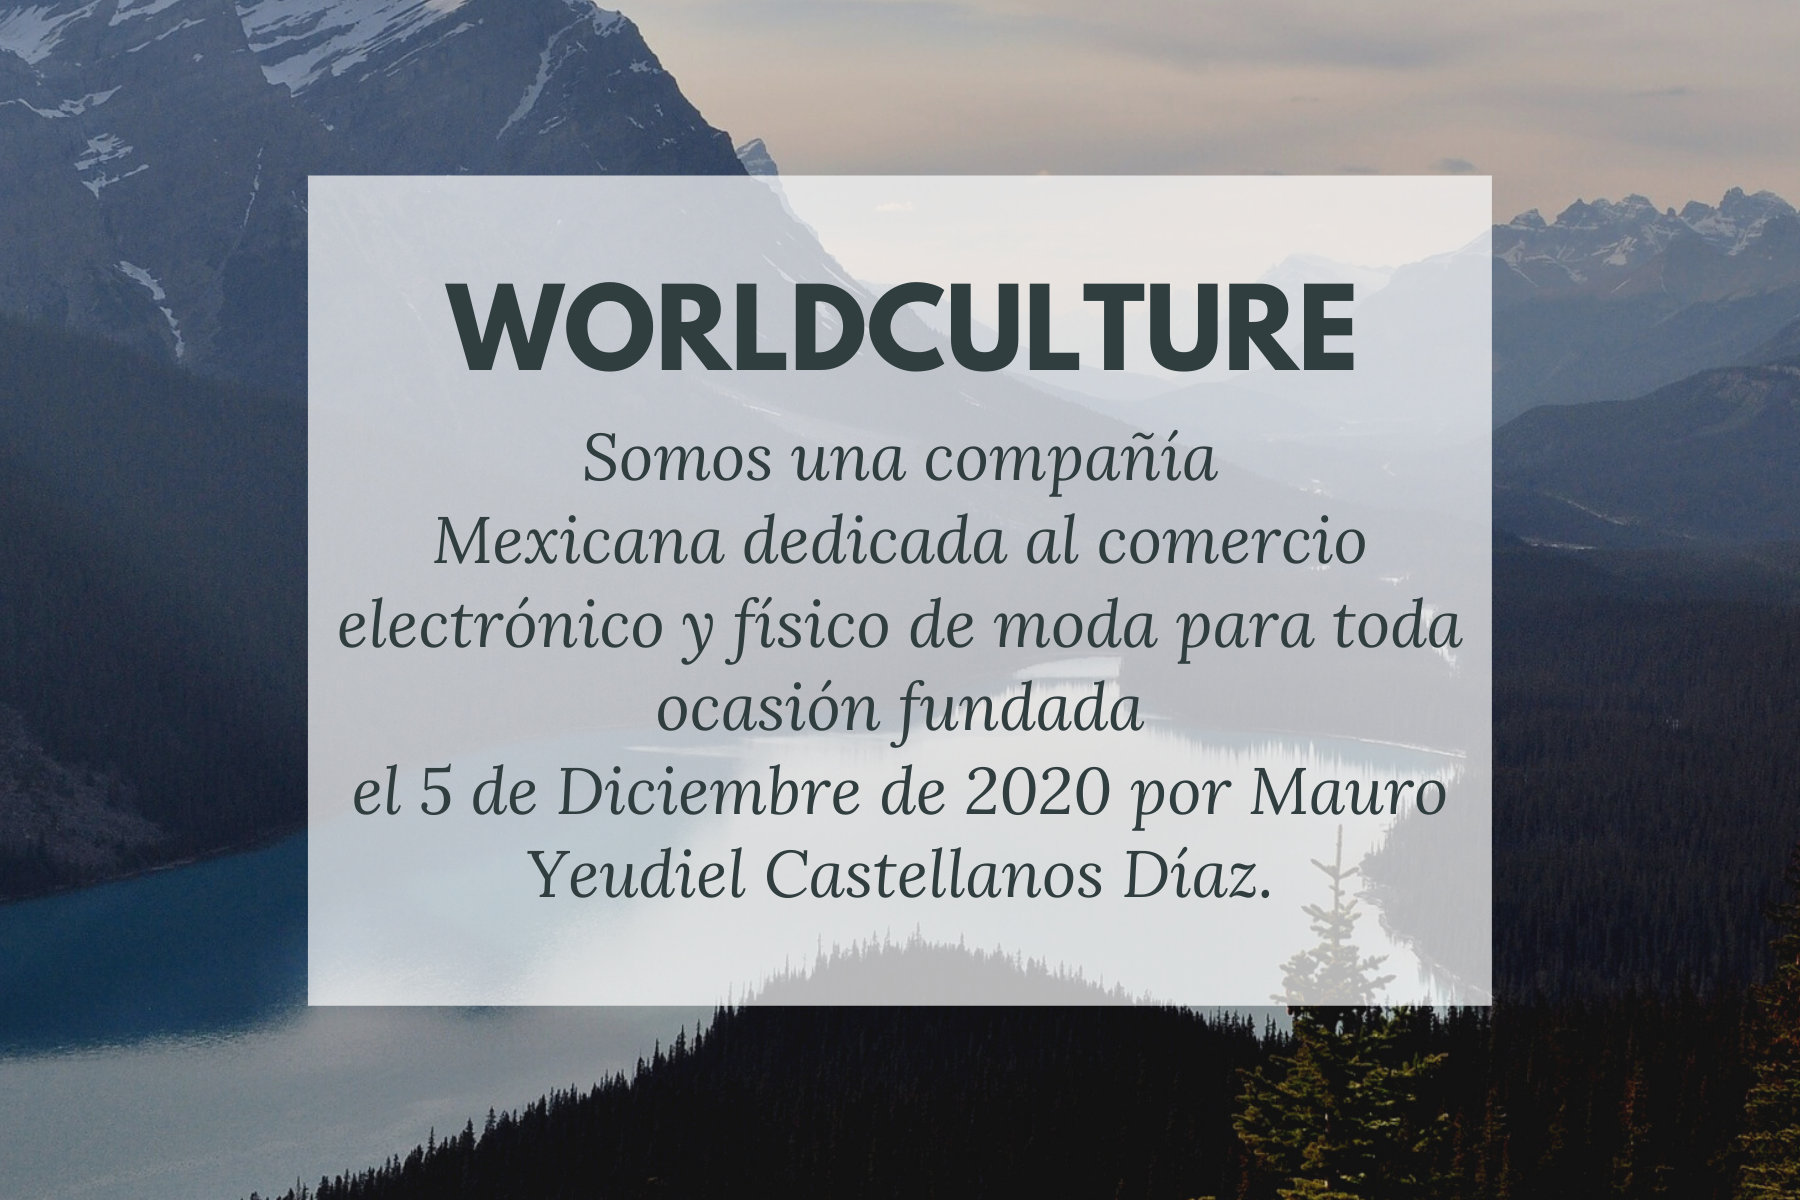 WORLDCULTURE
Somos una compañía
Mexicana dedicada al comercio
electrónico y físico de moda para toda
ocasión fundada
el 5 de Diciembre de 2020 por Mauro
Yeudiel Castellanos Díaz.